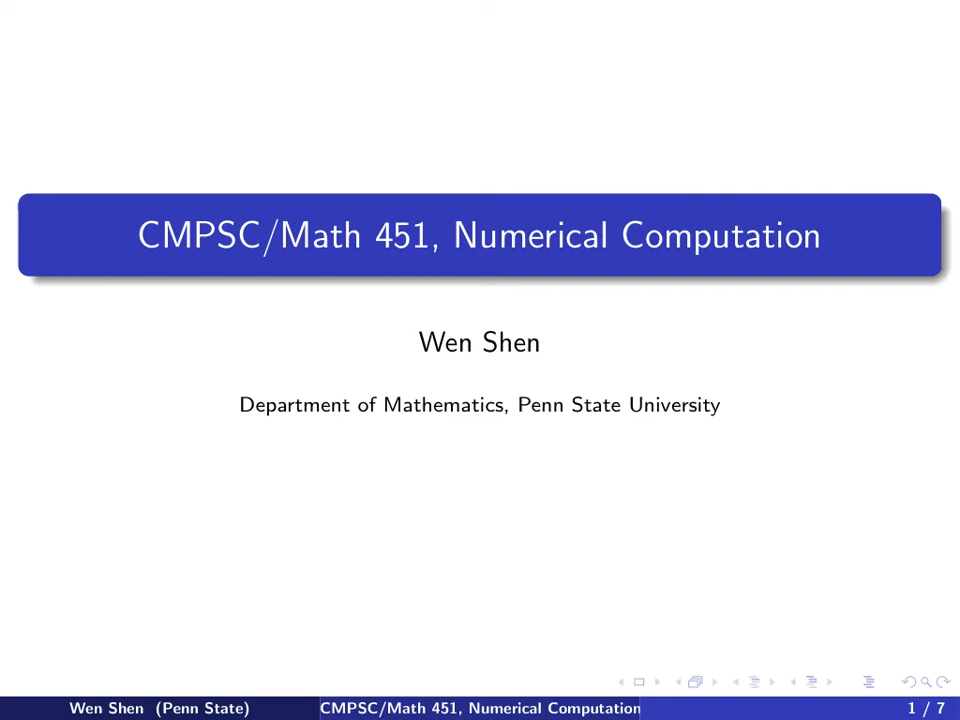 CMPSC/Math 451, Numerical Computation
Wen Shen
Department of Mathematics, Penn State University
Wen Shen (Penn State) CMPSC/Math 451, Numerical Computation 1 / 7